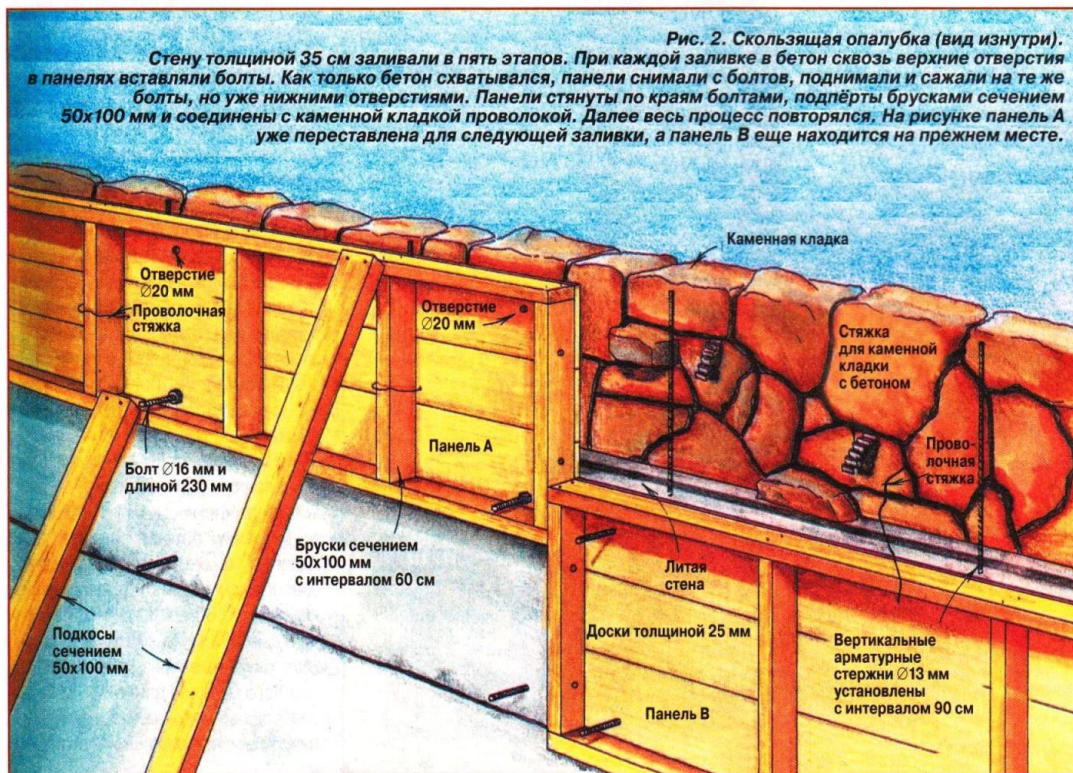 Рис. 2. Скользящая опалубка (вид изнутри).
Стену толщиной 35 см заливали в пять этапов. При каждой заливке в бетон сквозь верхние отверстия
в панелях вставляли болты. Как только бетон схватывался, панели снимали с болтов, поднимали и сажали на те же
болты, но уже нижними отверстиями. Панели стянуты по краям болтами, подпёрты брусками сечением
50х100 мм и соединены с каменной кладкой проволокой. Далее весь процесс повторялся. На рисунке панель А
уже переставлена для следующей заливки, а панель В еще находится на прежнем месте.
Каменная кладка
Отверстие
∅20 мм
Проволочная
стяжка
Отверстие
∅20 мм
Стяжка
для каменной
кладки
с бетоном
Панель А
Прово-
лочная
стяжка
Болт ∅16 мм и
длиной 230 мм
Бруски сечением
50х100 мм
с интервалом 60 см
Литая
стена
Подкосы
сечением
50х100 мм
Доски толщиной 25 мм
Вертикальные
арматурные
стержни ∅13 мм
установлены
с интервалом 90 см
Панель В